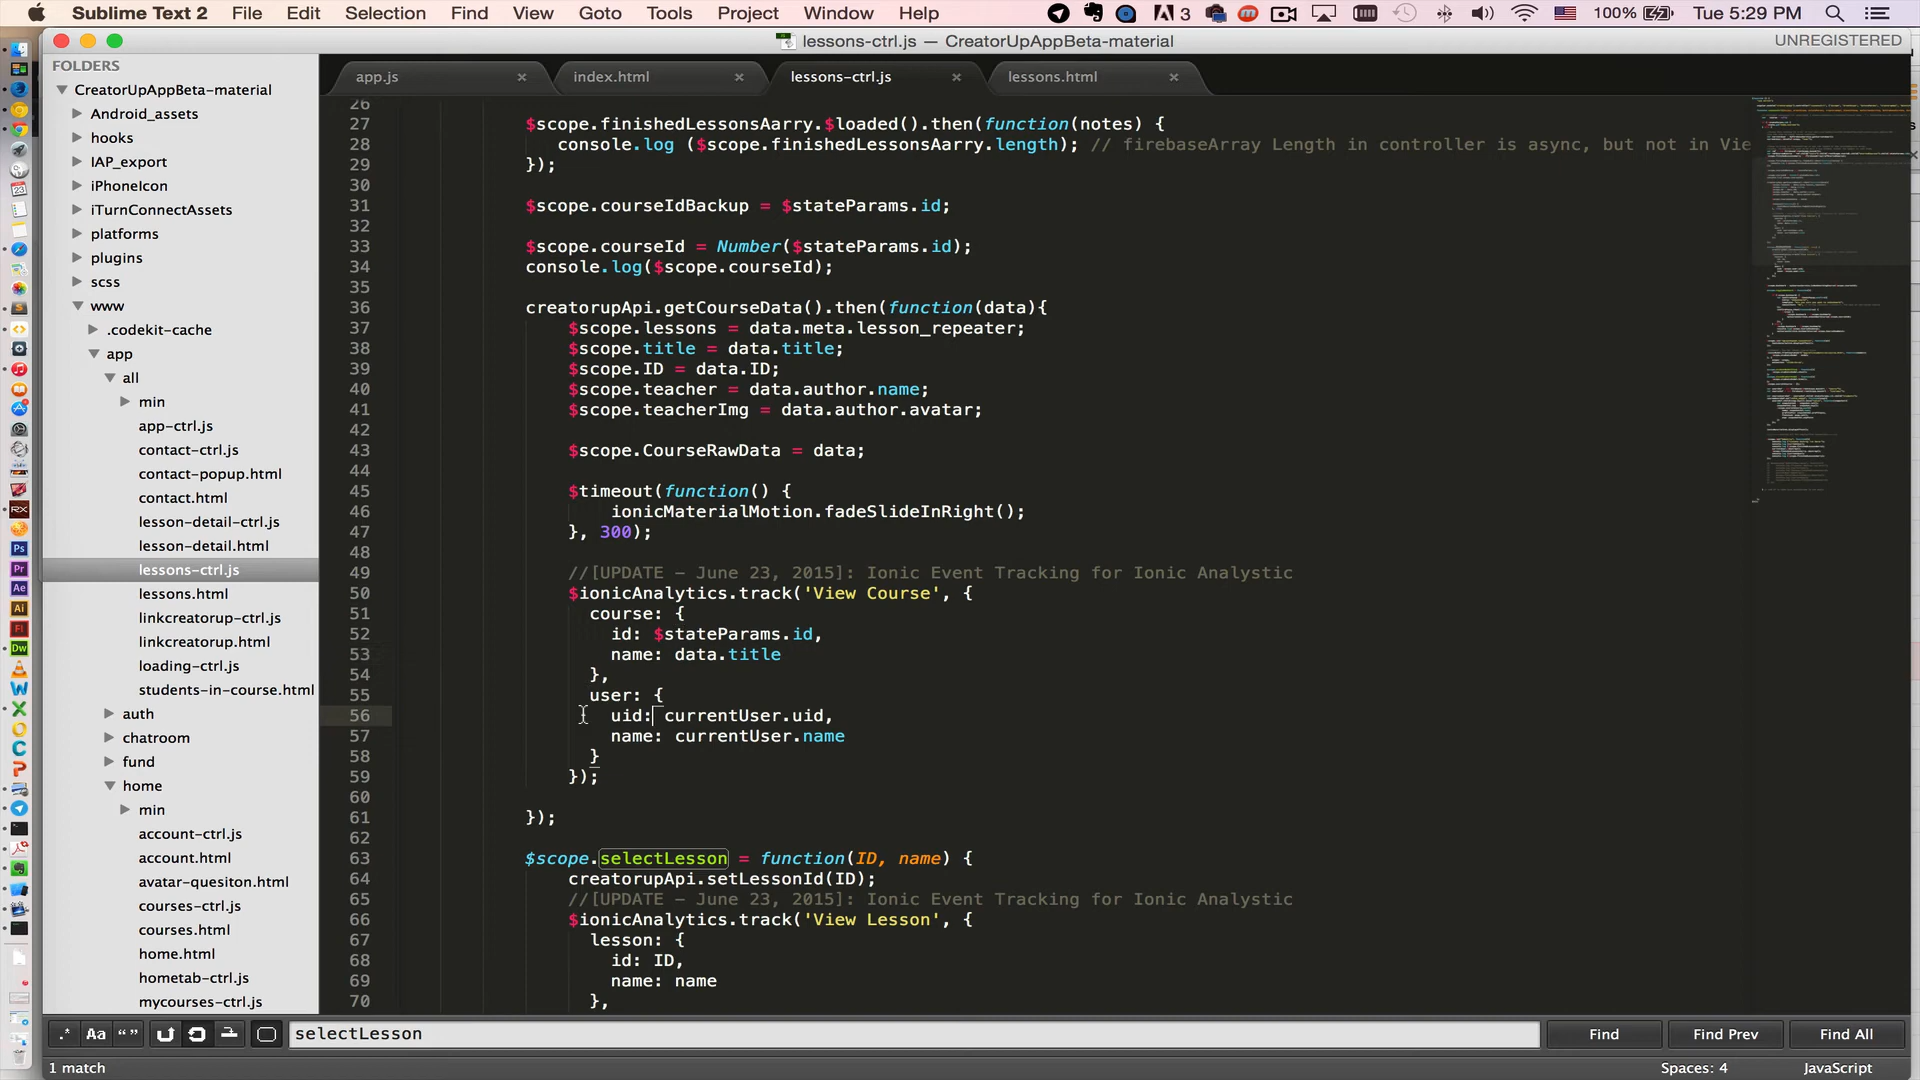 Sublime Text 2 File Edit Selection Find View Goto Tools Project Window Help 3 100% Tue 5:29 PM
lessons-ctrl.js — CreatorUpAppBeta-material UNREGISTERED
FOLDERS
CreatorUpAppBeta-material
Android_assets
hooks
IAP_export
iPhoneIcon
iTurnConnectAssets
platforms
plugins
scss
www
.codekit-cache
app
all
min
app-ctrl.js
contact-ctrl.js
contact-popup.html
contact.html
lesson-detail-ctrl.js
lesson-detail.html
lessons-ctrl.js
lessons.html
linkcreatorup-ctrl.js
linkcreatorup.html
loading-ctrl.js
students-in-course.html
auth
chatroom
fund
home
min
account-ctrl.js
account.html
avatar-quesiton.html
courses-ctrl.js
courses.html
home.html
hometab-ctrl.js
mycourses-ctrl.js
app.js × index.html × lessons-ctrl.js × lessons.html ×
26
27 $scope.finishedLessonsAarry.$loaded().then(function(notes) {
28 console.log ($scope.finishedLessonsAarry.length); // firebaseArray Length in controller is async, but not in Vie
29 });
30
31 $scope.courseIdBackup = $stateParams.id;
32
33 $scope.courseId = Number($stateParams.id);
34 console.log($scope.courseId);
35
36 creatorupApi.getCourseData().then(function(data){
37 $scope.lessons = data.meta.lesson_repeater;
38 $scope.title = data.title;
39 $scope.ID = data.ID;
40 $scope.teacher = data.author.name;
41 $scope.teacherImg = data.author.avatar;
42
43 $scope.CourseRawData = data;
44
45 $timeout(function() {
46 ionicMaterialMotion.fadeSlideInRight();
47 }, 300);
48
49 //[UPDATE – June 23, 2015]: Ionic Event Tracking for Ionic Analystic
50 $ionicAnalytics.track('View Course', {
51 course: {
52 id: $stateParams.id,
53 name: data.title
54 },
55 user: {
56 uid: currentUser.uid,
57 name: currentUser.name
58 }
59 });
60
61 });
62
63 $scope.selectLesson = function(ID, name) {
64 creatorupApi.setLessonId(ID);
65 //[UPDATE – June 23, 2015]: Ionic Event Tracking for Ionic Analystic
66 $ionicAnalytics.track('View Lesson', {
67 lesson: {
68 id: ID,
69 name: name
70 },
.* Aa “ ” selectLesson Find Find Prev Find All
1 match Spaces: 4 JavaScript